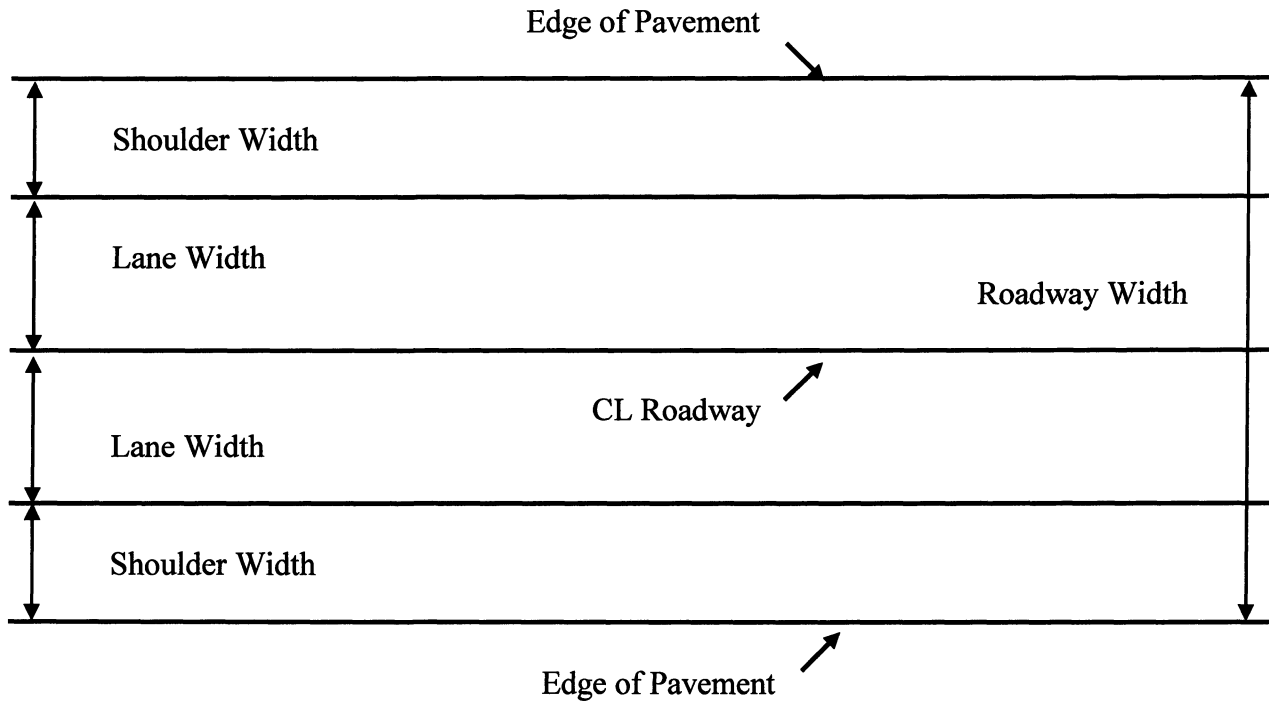 Edge of Pavement
Shoulder Width
Lane Width
Roadway Width
CL Roadway
Lane Width
Shoulder Width
Edge of Pavement